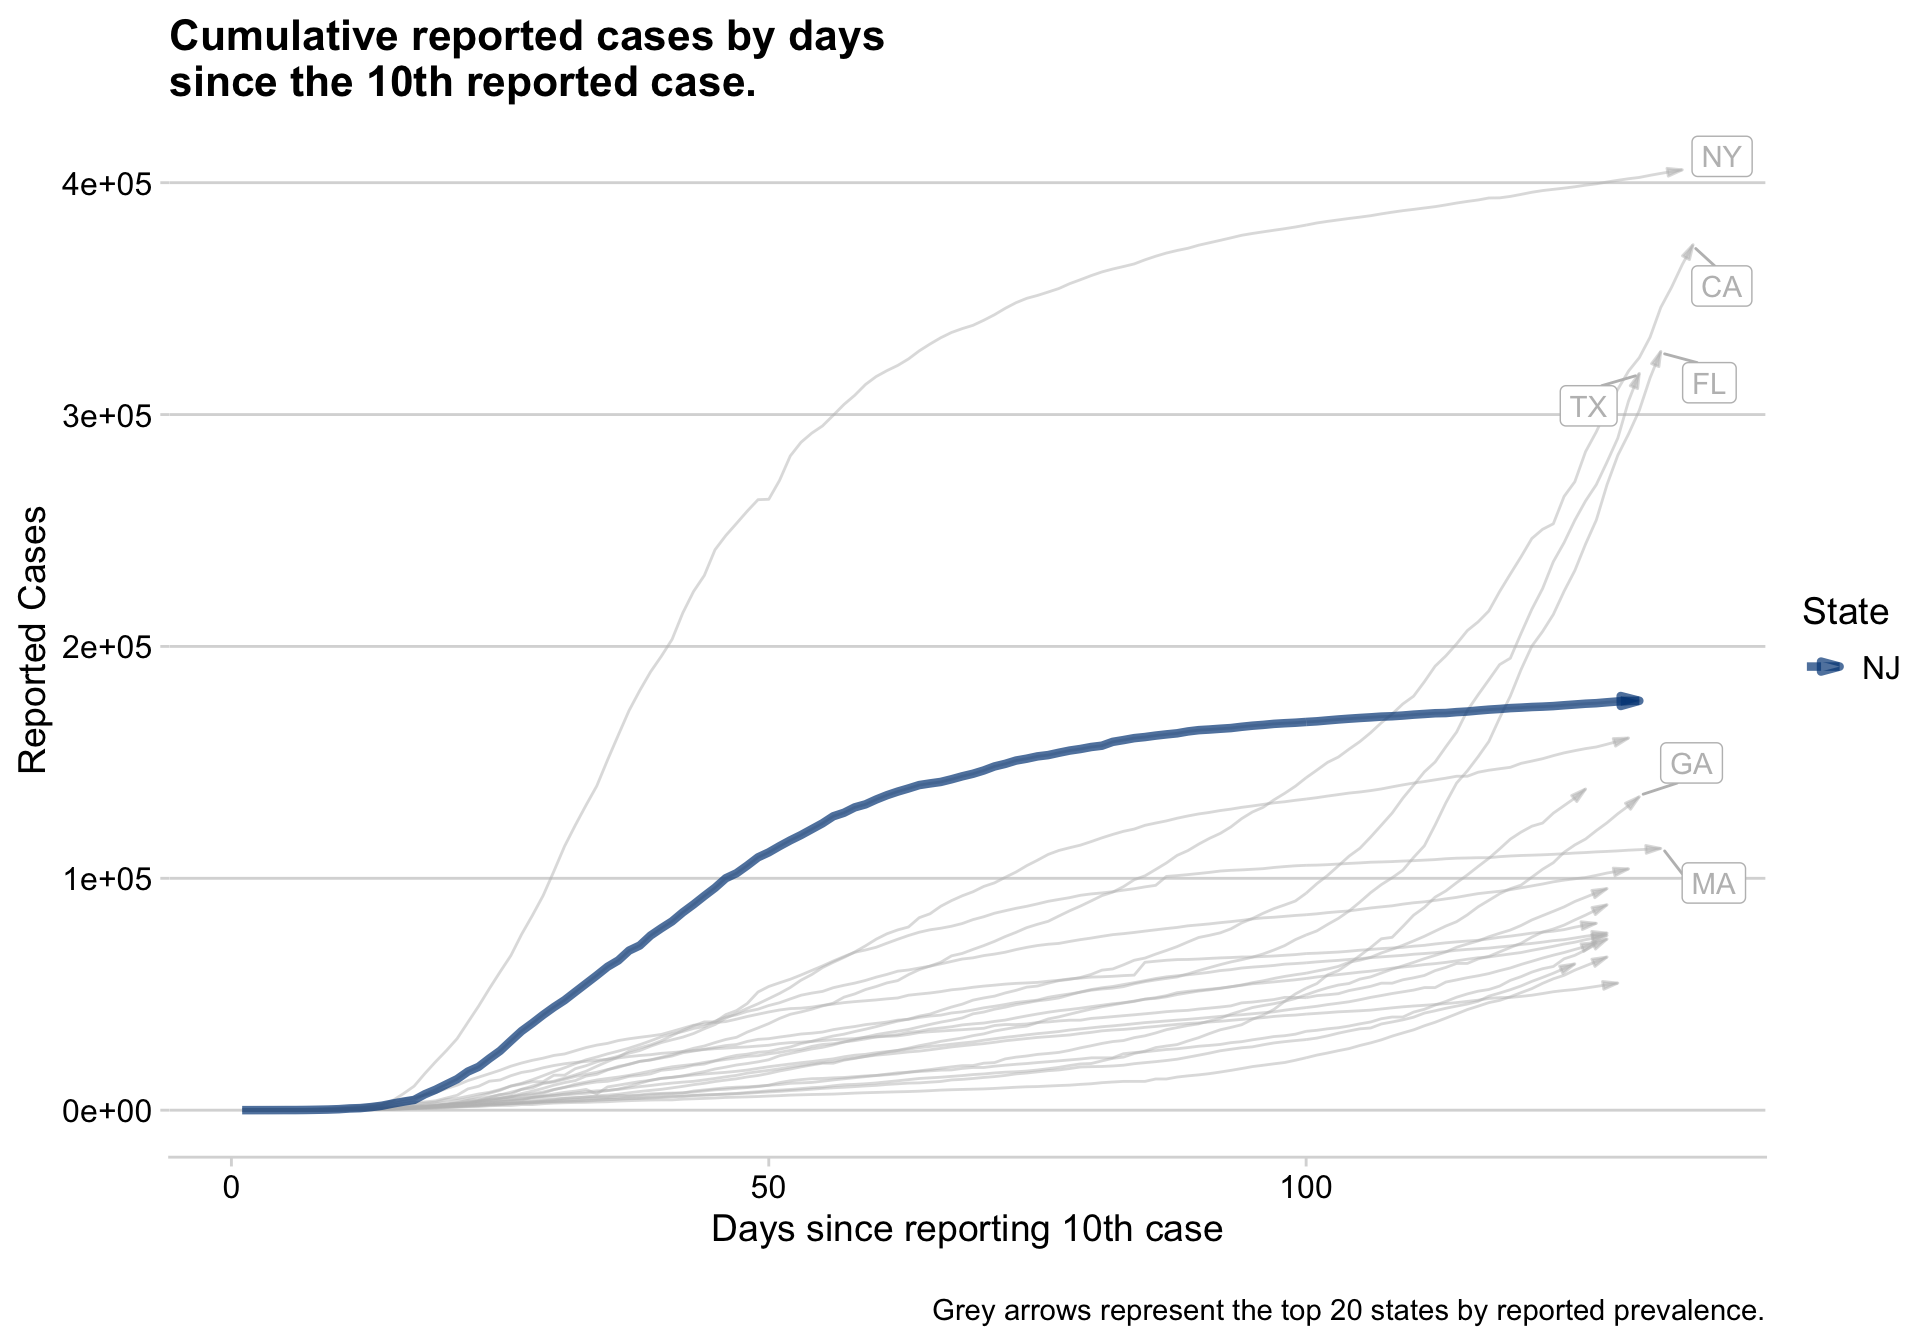 Cumulative reported cases by days
since the 10th reported case.
NY
4e+05
CA
FL
TX
3e+05
Reported Cases
State
2e+05
NJ
GA
1e+05
MA
0e+00
0
50
100
Days since reporting 10th case
Grey arrows represent the top 20 states by reported prevalence.